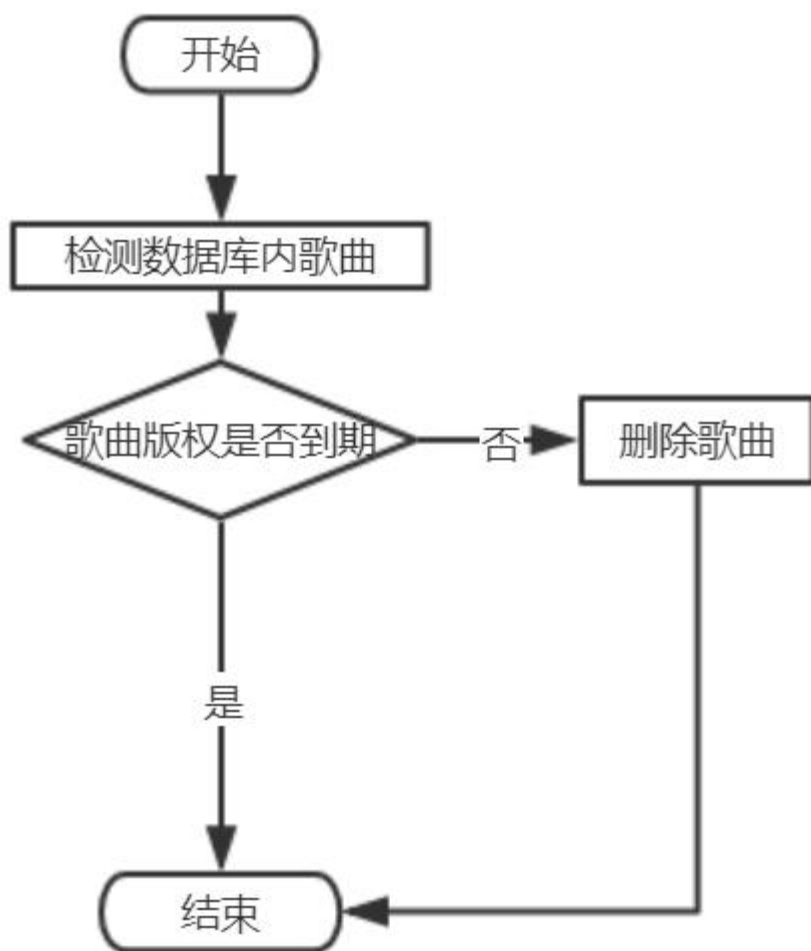 开始
检测数据库内歌曲
歌曲版权是否到期
否
删除歌曲
是
结束